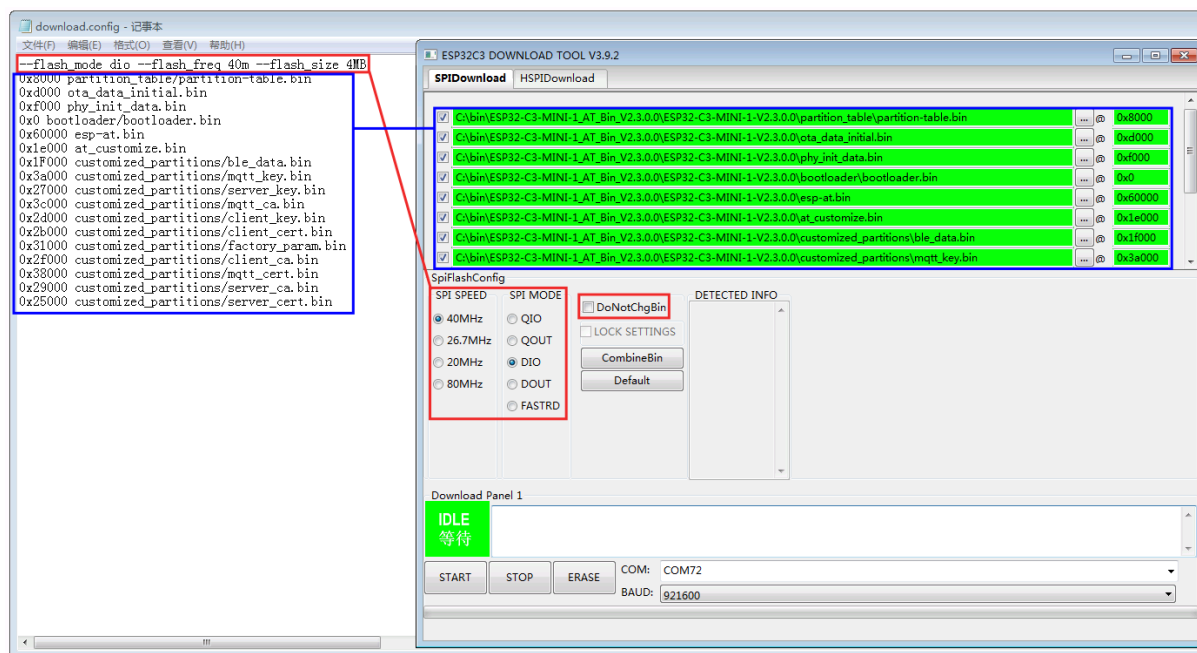 download.config - 记事本
文件(F) 编辑(E) 格式(O) 查看(V) 帮助(H)
--flash_mode dio --flash_freq 40m --flash_size 4MB
0x8000 partition_table/partition-table.bin
0xd000 ota_data_initial.bin
0xf000 phy_init_data.bin
0x0 bootloader/bootloader.bin
0x60000 esp-at.bin
0x1e000 at_customize.bin
0x1F000 customized_partitions/ble_data.bin
0x3a000 customized_partitions/mqtt_key.bin
0x27000 customized_partitions/server_key.bin
0x3c000 customized_partitions/mqtt_ca.bin
0x2d000 customized_partitions/client_key.bin
0x2b000 customized_partitions/client_cert.bin
0x31000 customized_partitions/factory_param.bin
0x2f000 customized_partitions/client_ca.bin
0x38000 customized_partitions/mqtt_cert.bin
0x29000 customized_partitions/server_ca.bin
0x25000 customized_partitions/server_cert.bin
ESP32C3 DOWNLOAD TOOL V3.9.2
SPIDownload HSPIDownload
C:\bin\ESP32-C3-MINI-1_AT_Bin_V2.3.0.0\ESP32-C3-MINI-1-V2.3.0.0\partition_table\partition-table.bin ... @ 0x8000
C:\bin\ESP32-C3-MINI-1_AT_Bin_V2.3.0.0\ESP32-C3-MINI-1-V2.3.0.0\ota_data_initial.bin ... @ 0xd000
C:\bin\ESP32-C3-MINI-1_AT_Bin_V2.3.0.0\ESP32-C3-MINI-1-V2.3.0.0\phy_init_data.bin ... @ 0xf000
C:\bin\ESP32-C3-MINI-1_AT_Bin_V2.3.0.0\ESP32-C3-MINI-1-V2.3.0.0\bootloader\bootloader.bin ... @ 0x0
C:\bin\ESP32-C3-MINI-1_AT_Bin_V2.3.0.0\ESP32-C3-MINI-1-V2.3.0.0\esp-at.bin ... @ 0x60000
C:\bin\ESP32-C3-MINI-1_AT_Bin_V2.3.0.0\ESP32-C3-MINI-1-V2.3.0.0\at_customize.bin ... @ 0x1e000
C:\bin\ESP32-C3-MINI-1_AT_Bin_V2.3.0.0\ESP32-C3-MINI-1-V2.3.0.0\customized_partitions\ble_data.bin ... @ 0x1f000
C:\bin\ESP32-C3-MINI-1_AT_Bin_V2.3.0.0\ESP32-C3-MINI-1-V2.3.0.0\customized_partitions\mqtt_key.bin ... @ 0x3a000
SpiFlashConfig
SPI SPEED
40MHz
26.7MHz
20MHz
80MHz
SPI MODE
QIO
QOUT
DIO
DOUT
FASTRD
DoNotChgBin
LOCK SETTINGS
CombineBin
Default
DETECTED INFO
Download Panel 1
IDLE
等待
START STOP ERASE
COM: COM72
BAUD: 921600